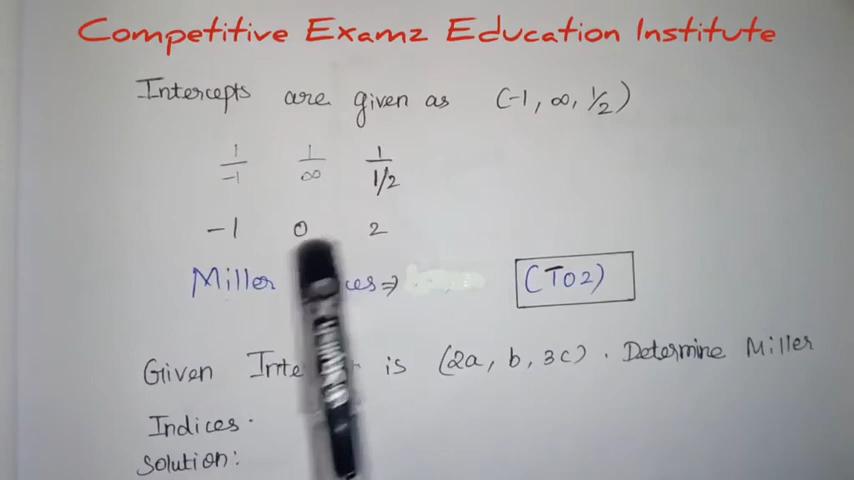 Competitive Examz Education Institute
Intercepts are given as (-1, ∞, 1/2)
1/-1 1/∞ 1/1/2
-1 0 2
Miller ces ⇒ (1̅02)
Given Inte is (2a, b, 3c). Determine Miller
Indices.
Solution: